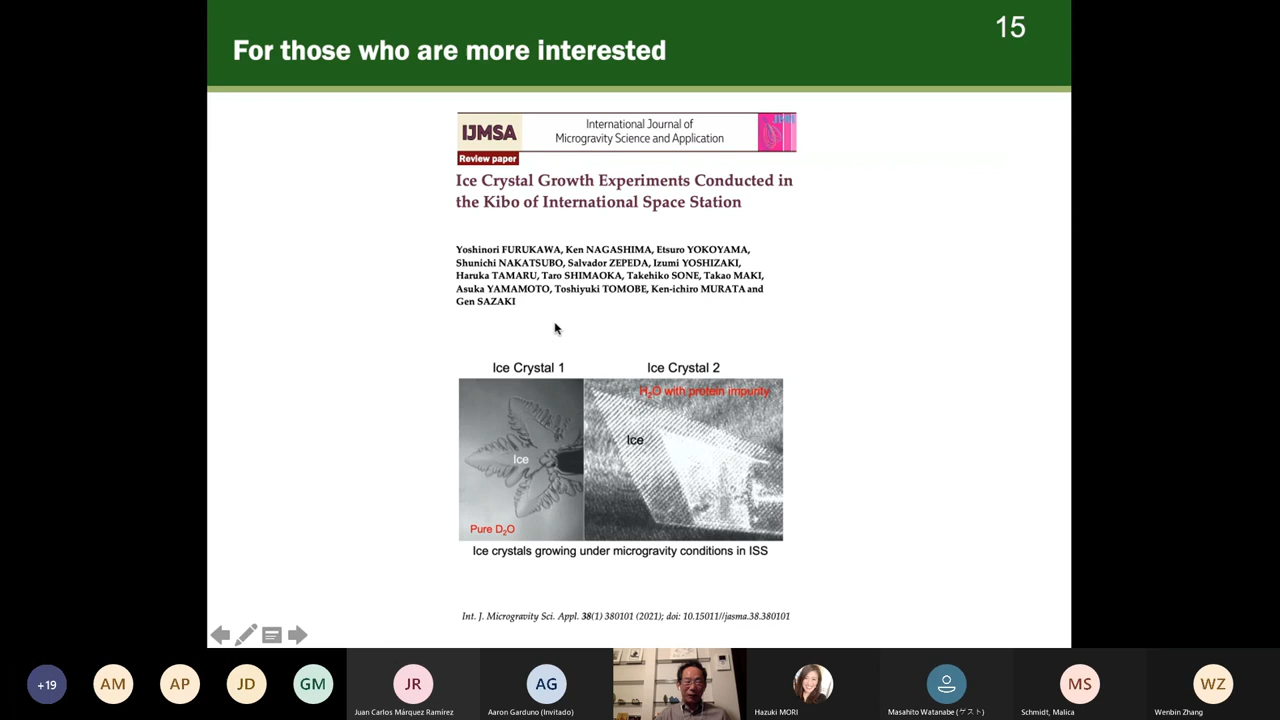 For those who are more interested
15
IJMSA
International Journal of
Microgravity Science and Application
Review paper
Ice Crystal Growth Experiments Conducted in
the Kibo of International Space Station
Yoshinori FURUKAWA, Ken NAGASHIMA, Etsuro YOKOYAMA,
Shunichi NAKATSUBO, Salvador ZEPEDA, Izumi YOSHIZAKI,
Haruka TAMARU, Taro SHIMAOKA, Takehiko SONE, Takao MAKI,
Asuka YAMAMOTO, Toshiyuki TOMOBE, Ken-ichiro MURATA and
Gen SAZAKI
Ice Crystal 1
Ice Crystal 2
H₂O with protein impurity
Ice
Ice
Pure D₂O
Ice crystals growing under microgravity conditions in ISS
Int. J. Microgravity Sci. Appl. 38(1) 380101 (2021); doi: 10.15011//jasma.38.380101
+19
AM
AP
JD
GM
JR
AG
MS
WZ
Juan Carlos Márquez Ramírez
Aaron Garduno (Invitado)
Hazuki MORI
Masahito Watanabe (ゲスト)
Schmidt, Malica
Wenbin Zhang